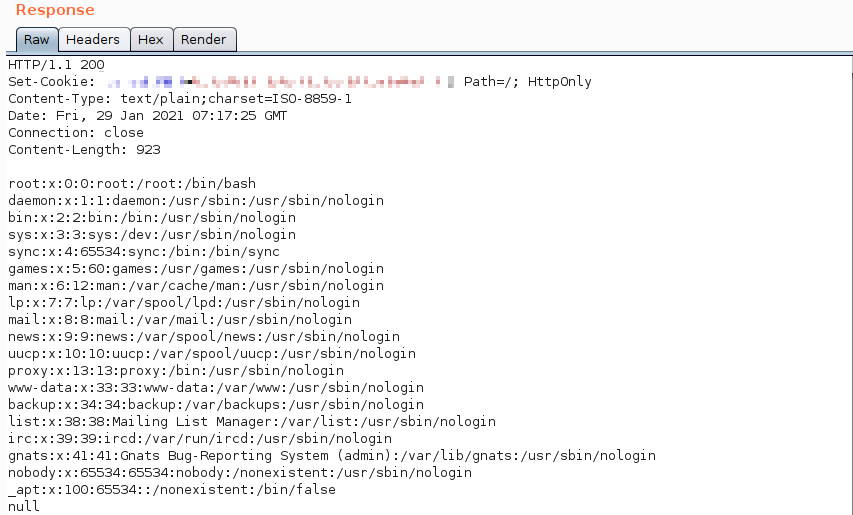 Response
Raw Headers Hex Render
HTTP/1.1 200
Set-Cookie: Path=/; HttpOnly
Content-Type: text/plain;charset=ISO-8859-1
Date: Fri, 29 Jan 2021 07:17:25 GMT
Connection: close
Content-Length: 923
root:x:0:0:root:/root:/bin/bash
daemon:x:1:1:daemon:/usr/sbin:/usr/sbin/nologin
bin:x:2:2:bin:/bin:/usr/sbin/nologin
sys:x:3:3:sys:/dev:/usr/sbin/nologin
sync:x:4:65534:sync:/bin:/bin/sync
games:x:5:60:games:/usr/games:/usr/sbin/nologin
man:x:6:12:man:/var/cache/man:/usr/sbin/nologin
lp:x:7:7:lp:/var/spool/lpd:/usr/sbin/nologin
mail:x:8:8:mail:/var/mail:/usr/sbin/nologin
news:x:9:9:news:/var/spool/news:/usr/sbin/nologin
uucp:x:10:10:uucp:/var/spool/uucp:/usr/sbin/nologin
proxy:x:13:13:proxy:/bin:/usr/sbin/nologin
www-data:x:33:33:www-data:/var/www:/usr/sbin/nologin
backup:x:34:34:backup:/var/backups:/usr/sbin/nologin
list:x:38:38:Mailing List Manager:/var/list:/usr/sbin/nologin
irc:x:39:39:ircd:/var/run/ircd:/usr/sbin/nologin
gnats:x:41:41:Gnats Bug-Reporting System (admin):/var/lib/gnats:/usr/sbin/nologin
nobody:x:65534:65534:nobody:/nonexistent:/usr/sbin/nologin
_apt:x:100:65534::/nonexistent:/bin/false
null